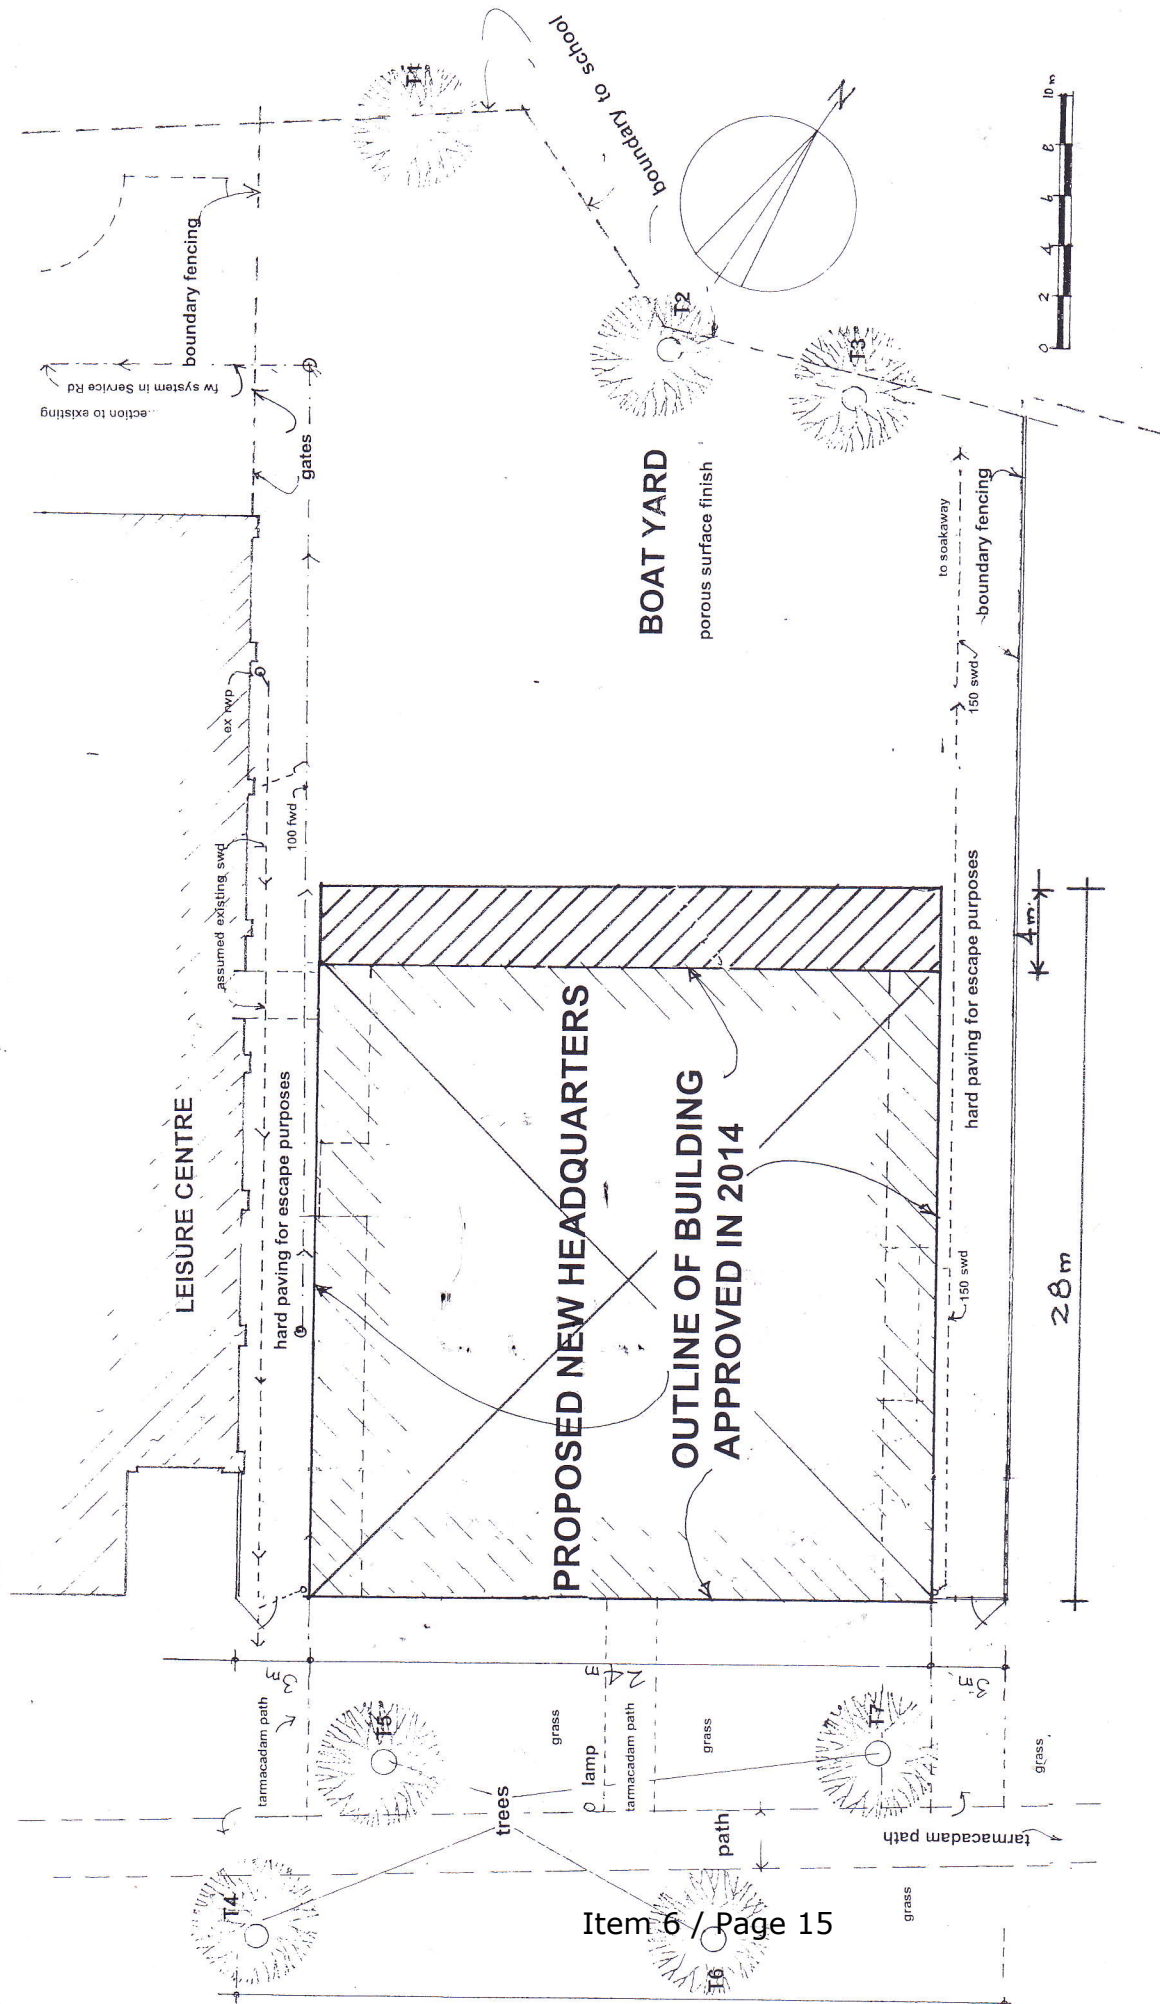 boundary to school
T1
N
0 2 4 6 8 10 m
boundary fencing
...ection to existing
fw system in Service Rd
gates
T2
T3
BOAT YARD
porous surface finish
to soakaway
boundary fencing
150 swd
ex rwp
100 fwd
assumed existing swd
LEISURE CENTRE
hard paving for escape purposes
PROPOSED NEW HEADQUARTERS
OUTLINE OF BUILDING
APPROVED IN 2014
hard paving for escape purposes
4m.
28m
150 swd
3m
24m
3m
tarmacadam path
T5
grass
lamp
tarmacadam path
grass
T7
grass
trees
path
tarmacadam path
T4
T6
grass
Item 6 / Page 15